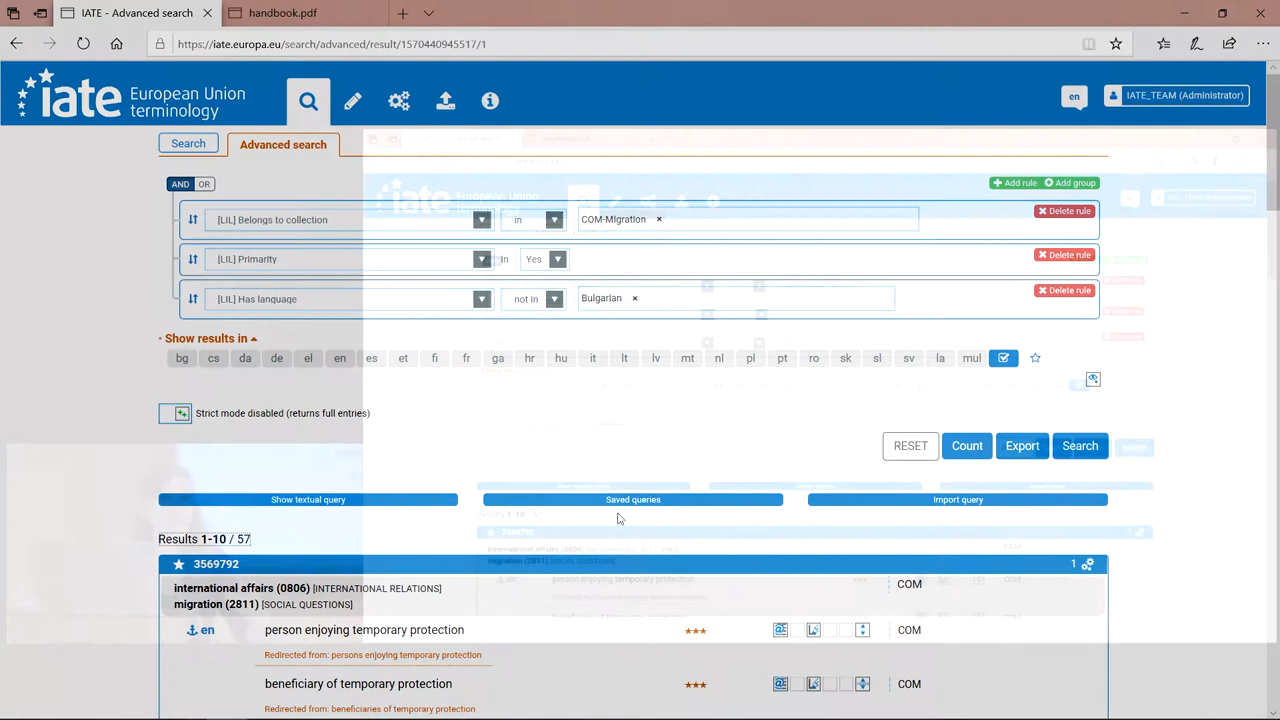 IATE - Advanced search
handbook.pdf
https://iate.europa.eu/search/advanced/result/1570440945517/1
iate European Union terminology
en
IATE_TEAM (Administrator)
Search
Advanced search
AND OR
Add rule Add group
[LIL] Belongs to collection in COM-Migration × Delete rule
[LIL] Primarity in Yes Delete rule
[LIL] Has language not in Bulgarian × Delete rule
Show results in
bg cs da de el en es et fi fr ga hr hu it lt lv mt nl pl pt ro sk sl sv la mul
Strict mode disabled (returns full entries)
RESET Count Export Search
Show textual query Saved queries Import query
Results 1-10 / 57
3569792 1
international affairs (0806) [INTERNATIONAL RELATIONS] COM
migration (2811) [SOCIAL QUESTIONS]
en person enjoying temporary protection ★★★ COM
Redirected from: persons enjoying temporary protection
beneficiary of temporary protection ★★★ COM
Redirected from: beneficiaries of temporary protection